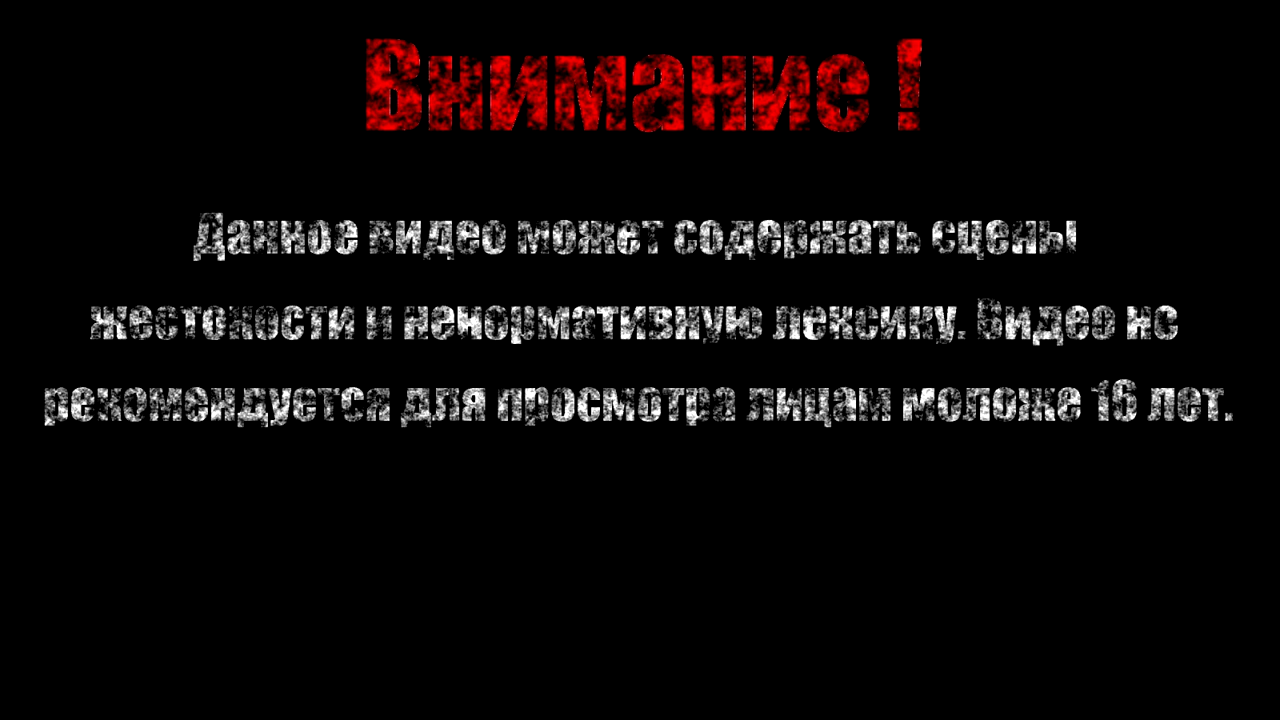 Внимание !
Данное видео может содержать сцены
жестокости и ненормативную лексику. Видео не
рекомендуется для просмотра лицам моложе 16 лет.